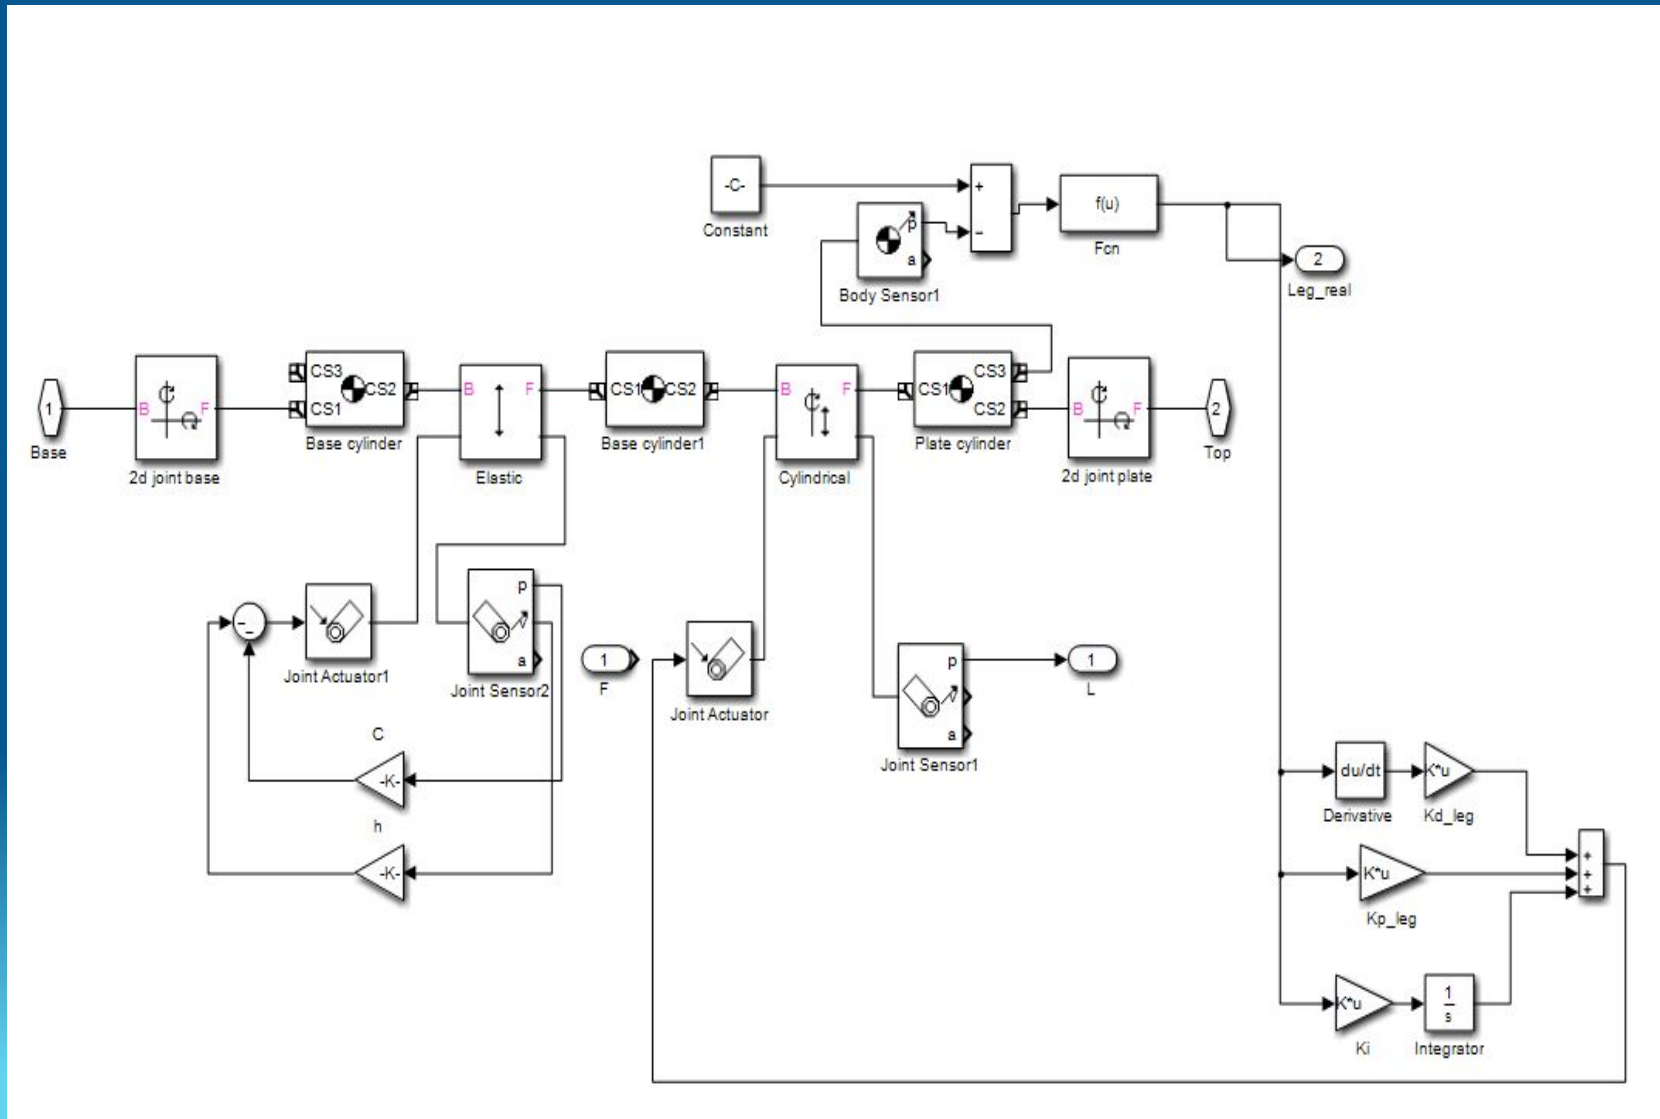 -C-
Constant
+
−
p
a
Body Sensor1
f(u)
Fcn
2
Leg_real
1
Base
B
F
2d joint base
CS3
CS1
CS2
Base cylinder
B
F
Elastic
CS1
CS2
Base cylinder1
B
F
Cylindrical
CS1
CS3
CS2
Plate cylinder
B
F
2d joint plate
2
Top
−
−
Joint Actuator1
p
a
Joint Sensor2
1
F
Joint Actuator
p
a
Joint Sensor1
1
L
C
-K-
h
-K-
du/dt
Derivative
K*u
Kd_leg
K*u
Kp_leg
+
+
+
K*u
Ki
1
s
Integrator